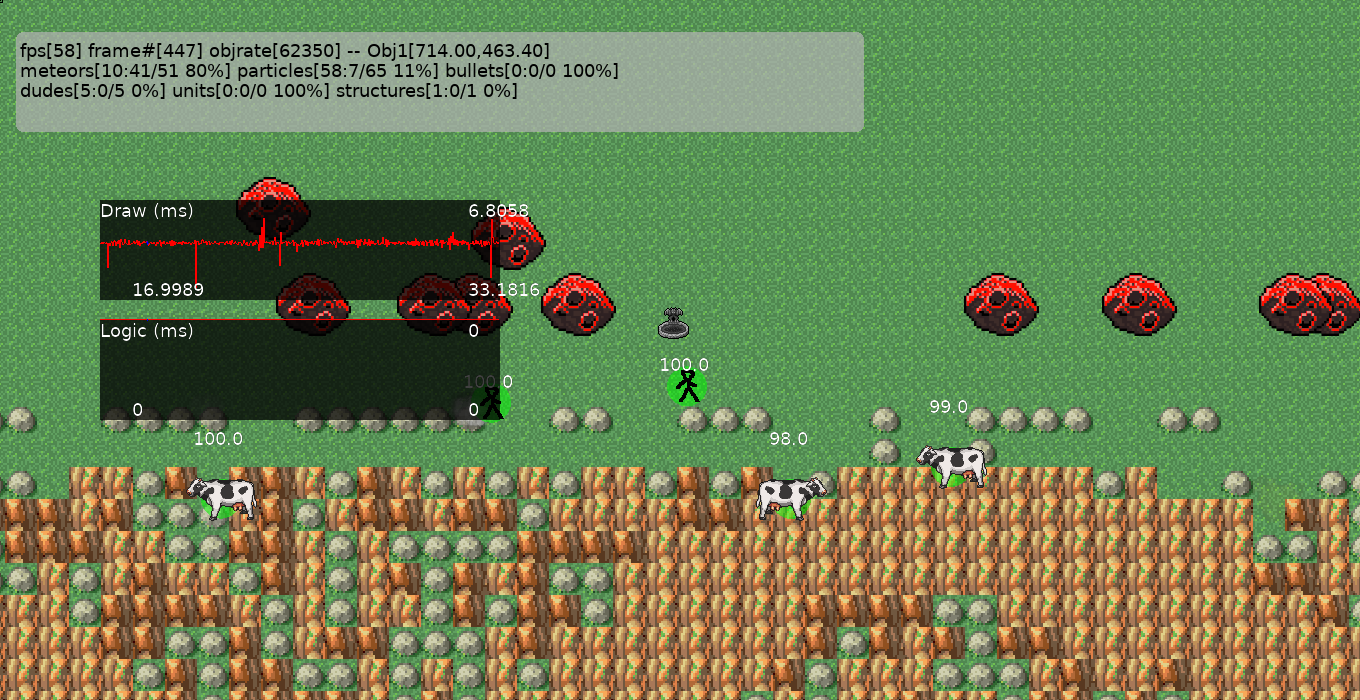 fps[58] frame#[447] objrate[62350] -- Obj1[714.00,463.40]
meteors[10:41/51 80%] particles[58:7/65 11%] bullets[0:0/0 100%]
dudes[5:0/5 0%] units[0:0/0 100%] structures[1:0/1 0%]
Draw (ms) 6.8058
16.9989 33.1816
Logic (ms) 0
100.0
100.0
0 0
99.0
100.0
98.0